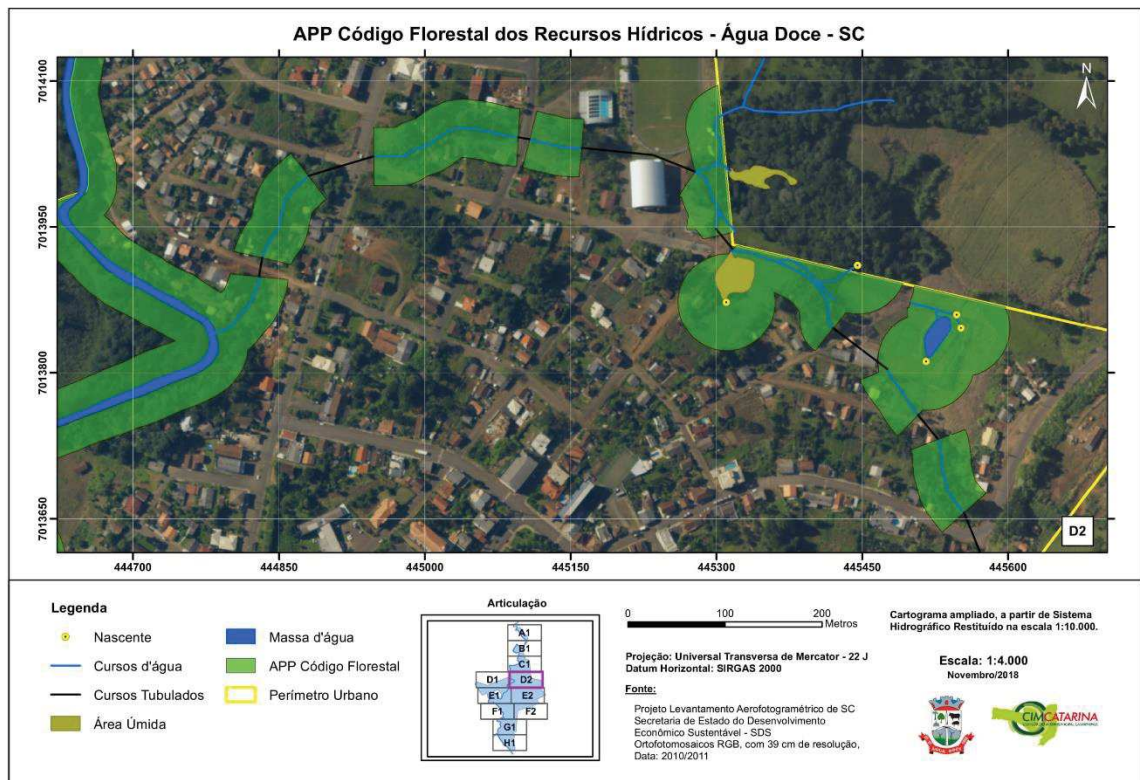 APP Código Florestal dos Recursos Hídricos - Água Doce - SC
7014100
7013950
7013800
7013650
N
D2
444700
444850
445000
445150
445300
445450
445600
Legenda
Nascente
Cursos d'água
Cursos Tubulados
Área Úmida
Massa d'água
APP Código Florestal
Perímetro Urbano
Articulação
A1
B1
C1
D1
D2
E1
E2
F1
F2
G1
H1
0 100 200
Metros
Projeção: Universal Transversa de Mercator - 22 J
Datum Horizontal: SIRGAS 2000
Fonte:
Projeto Levantamento Aerofotogramétrico de SC
Secretaria de Estado do Desenvolvimento
Econômico Sustentável - SDS
Ortofotomosaicos RGB, com 39 cm de resolução,
Data: 2010/2011
Cartograma ampliado, a partir de Sistema
Hidrográfico Restituído na escala 1:10.000.
Escala: 1:4.000
Novembro/2018
ÁGUA DOCE
CIMCATARINA